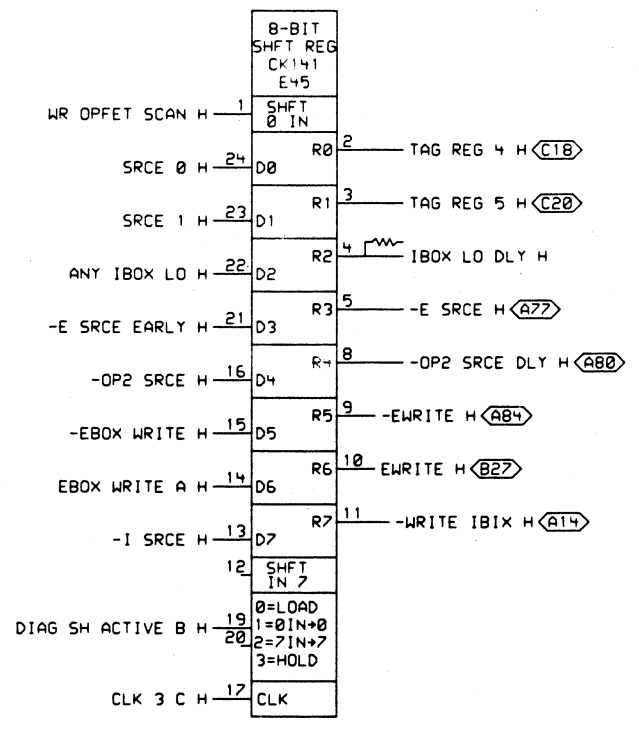 8-BIT
SHFT REG
CK141
E45
WR OPFET SCAN H 1 SHFT 0 IN
R0 2 TAG REG 4 H C18
SRCE 0 H 24 D0
R1 3 TAG REG 5 H C20
SRCE 1 H 23 D1
R2 4 IBOX LO DLY H
ANY IBOX LO H 22 D2
R3 5 -E SRCE H A77
-E SRCE EARLY H 21 D3
R4 8 -OP2 SRCE DLY H A80
-OP2 SRCE H 16 D4
R5 9 -EWRITE H A84
-EBOX WRITE H 15 D5
R6 10 EWRITE H B27
EBOX WRITE A H 14 D6
R7 11 -WRITE IBIX H A14
-I SRCE H 13 D7
12 SHFT IN 7
0=LOAD
DIAG SH ACTIVE B H 19 1=0IN→0
20 2=7IN→7
3=HOLD
CLK 3 C H 17 CLK